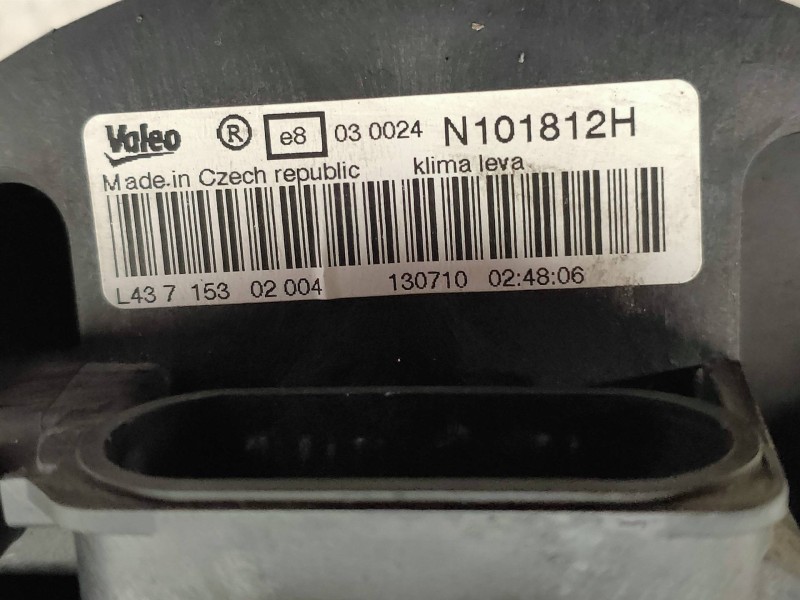 Valeo ® e8 03 0024 N101812H
Made in Czech republic klima leva
L43 7 153 02 004 130710 02:48:06